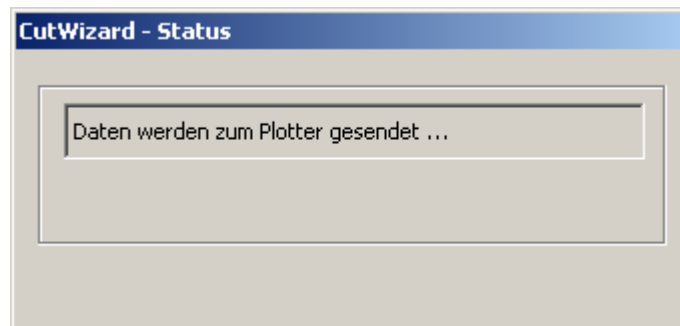 CutWizard - Status
Daten werden zum Plotter gesendet ...